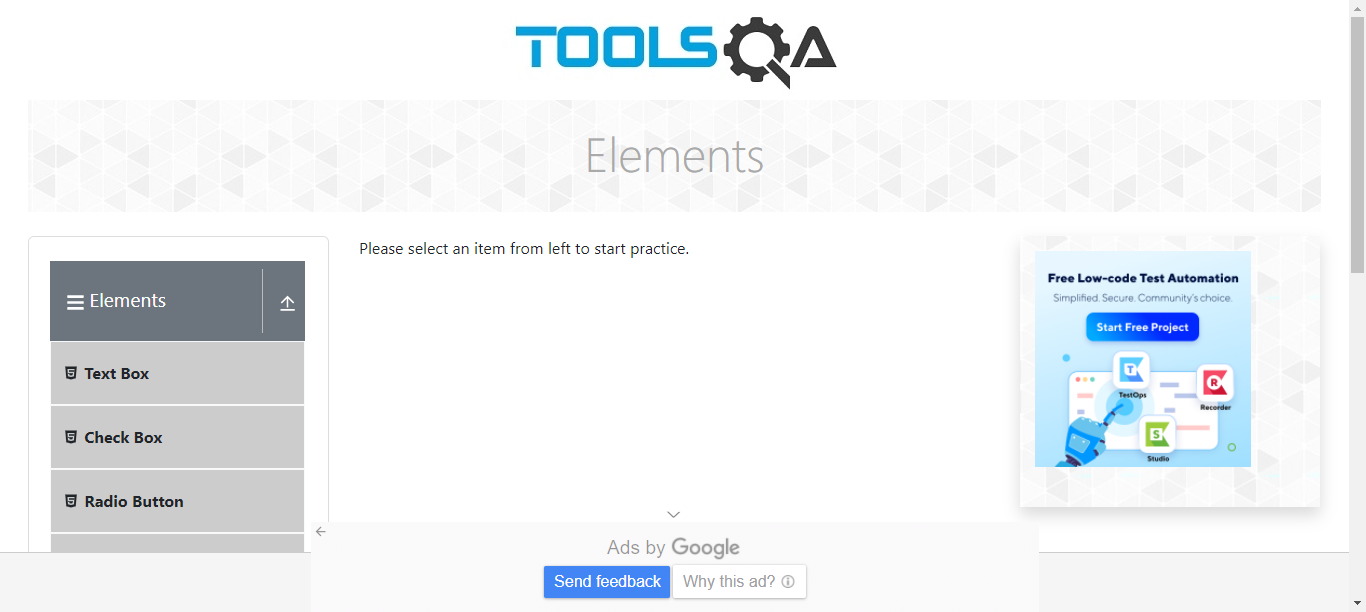 TOOLSQA
Elements
Elements
Text Box
Check Box
Radio Button
Please select an item from left to start practice.
Free Low-code Test Automation
Simplified. Secure. Community's choice.
Start Free Project
TestOps
Recorder
Studio
Ads by Google
Send feedback
Why this ad?